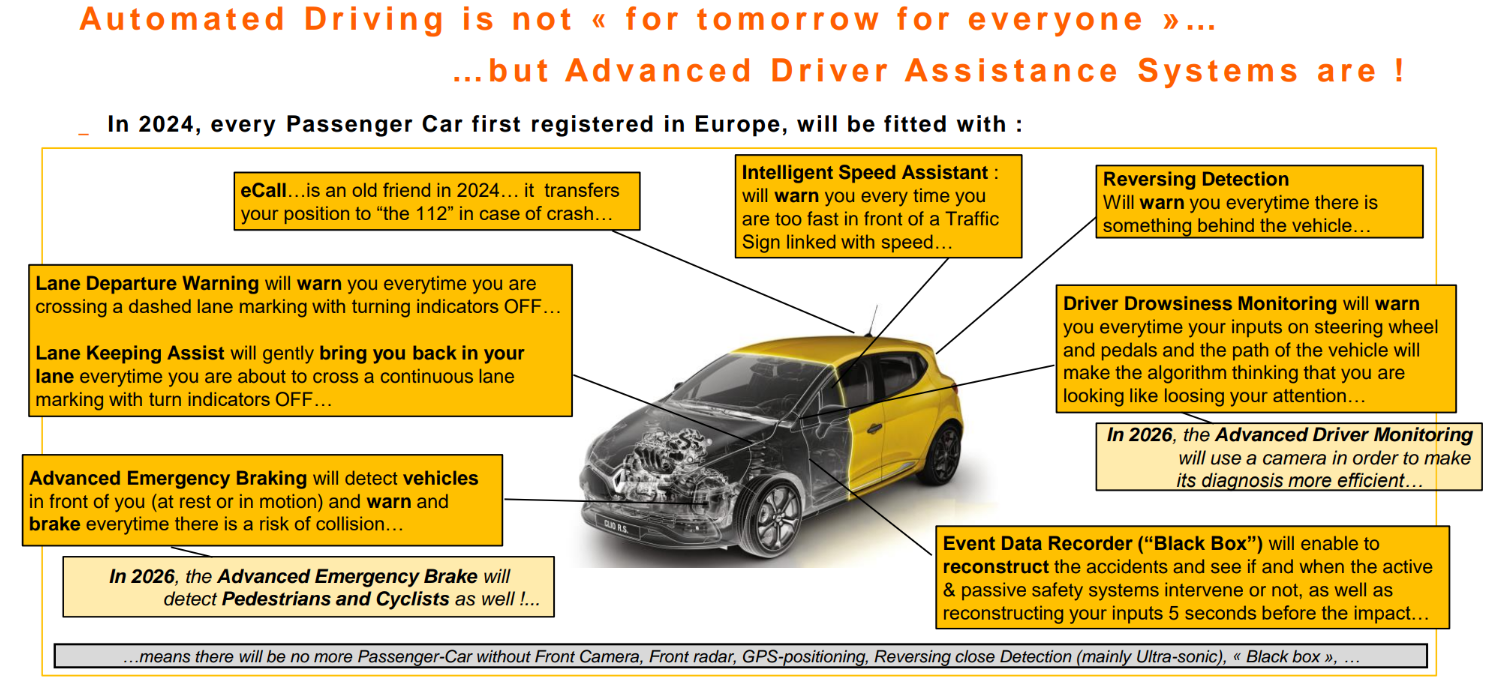 Automated Driving is not « for tomorrow for everyone »…
…but Advanced Driver Assistance Systems are !
_ In 2024, every Passenger Car first registered in Europe, will be fitted with :
eCall…is an old friend in 2024… it transfers
your position to “the 112” in case of crash…
Intelligent Speed Assistant :
will warn you every time you
are too fast in front of a Traffic
Sign linked with speed…
Reversing Detection
Will warn you everytime there is
something behind the vehicle…
Lane Departure Warning will warn you everytime you are
crossing a dashed lane marking with turning indicators OFF…
Lane Keeping Assist will gently bring you back in your
lane everytime you are about to cross a continuous lane
marking with turn indicators OFF…
Driver Drowsiness Monitoring will warn
you everytime your inputs on steering wheel
and pedals and the path of the vehicle will
make the algorithm thinking that you are
looking like loosing your attention…
In 2026, the Advanced Driver Monitoring
will use a camera in order to make
its diagnosis more efficient…
Advanced Emergency Braking will detect vehicles
in front of you (at rest or in motion) and warn and
brake everytime there is a risk of collision…
In 2026, the Advanced Emergency Brake will
detect Pedestrians and Cyclists as well !...
CLIO R.S.
Event Data Recorder (“Black Box”) will enable to
reconstruct the accidents and see if and when the active
& passive safety systems intervene or not, as well as
reconstructing your inputs 5 seconds before the impact…
…means there will be no more Passenger-Car without Front Camera, Front radar, GPS-positioning, Reversing close Detection (mainly Ultra-sonic), « Black box », …